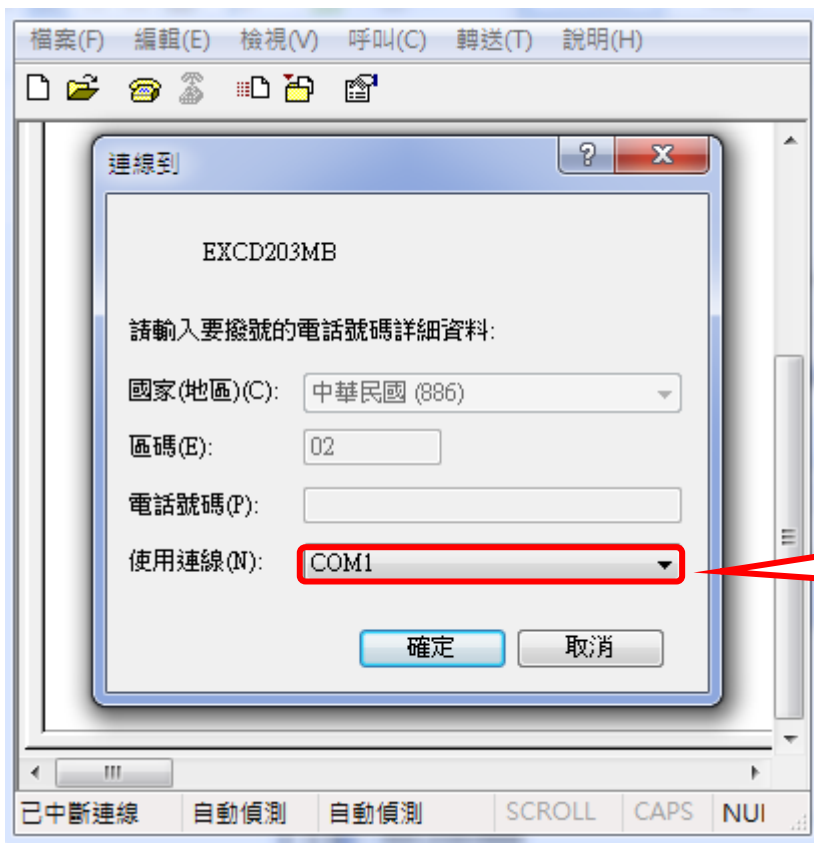 檔案(F) 編輯(E) 檢視(V) 呼叫(C) 轉送(T) 說明(H)
連線到
EXCD203MB
請輸入要撥號的電話號碼詳細資料:
國家(地區)(C): 中華民國 (886)
區碼(E): 02
電話號碼(P):
使用連線(N): COM1
確定 取消
已中斷連線 自動偵測 自動偵測 SCROLL CAPS NUI